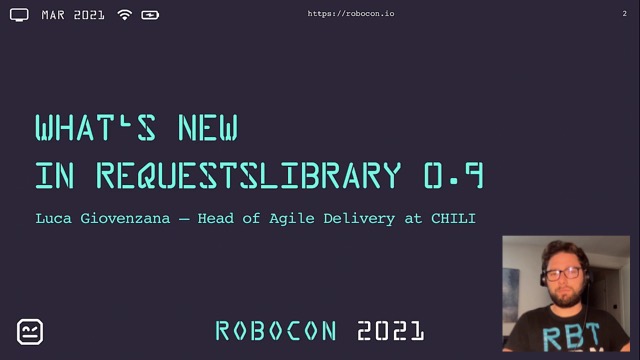 MAR 2021
https://robocon.io
2
WHAT'S NEW
IN REQUESTSLIBRARY 0.9
Luca Giovenzana — Head of Agile Delivery at CHILI
RBT
ROBOCON 2021